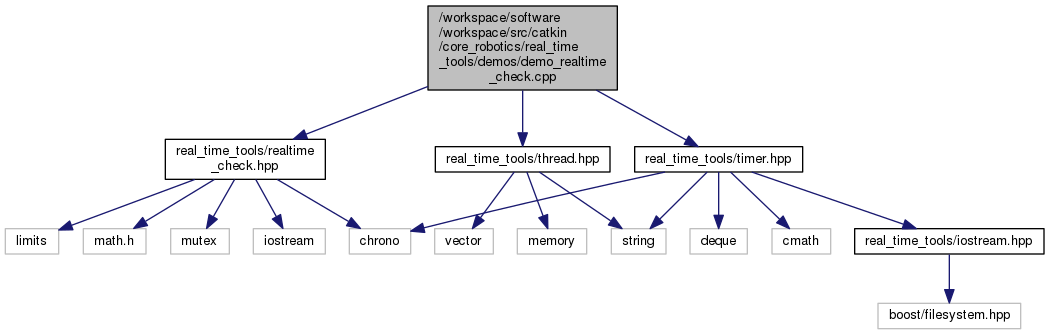 /workspace/software
/workspace/src/catkin
/core_robotics/real_time
_tools/demos/demo_realtime
_check.cpp
real_time_tools/realtime
_check.hpp
real_time_tools/thread.hpp
real_time_tools/timer.hpp
limits
math.h
mutex
iostream
chrono
vector
memory
string
deque
cmath
real_time_tools/iostream.hpp
boost/filesystem.hpp